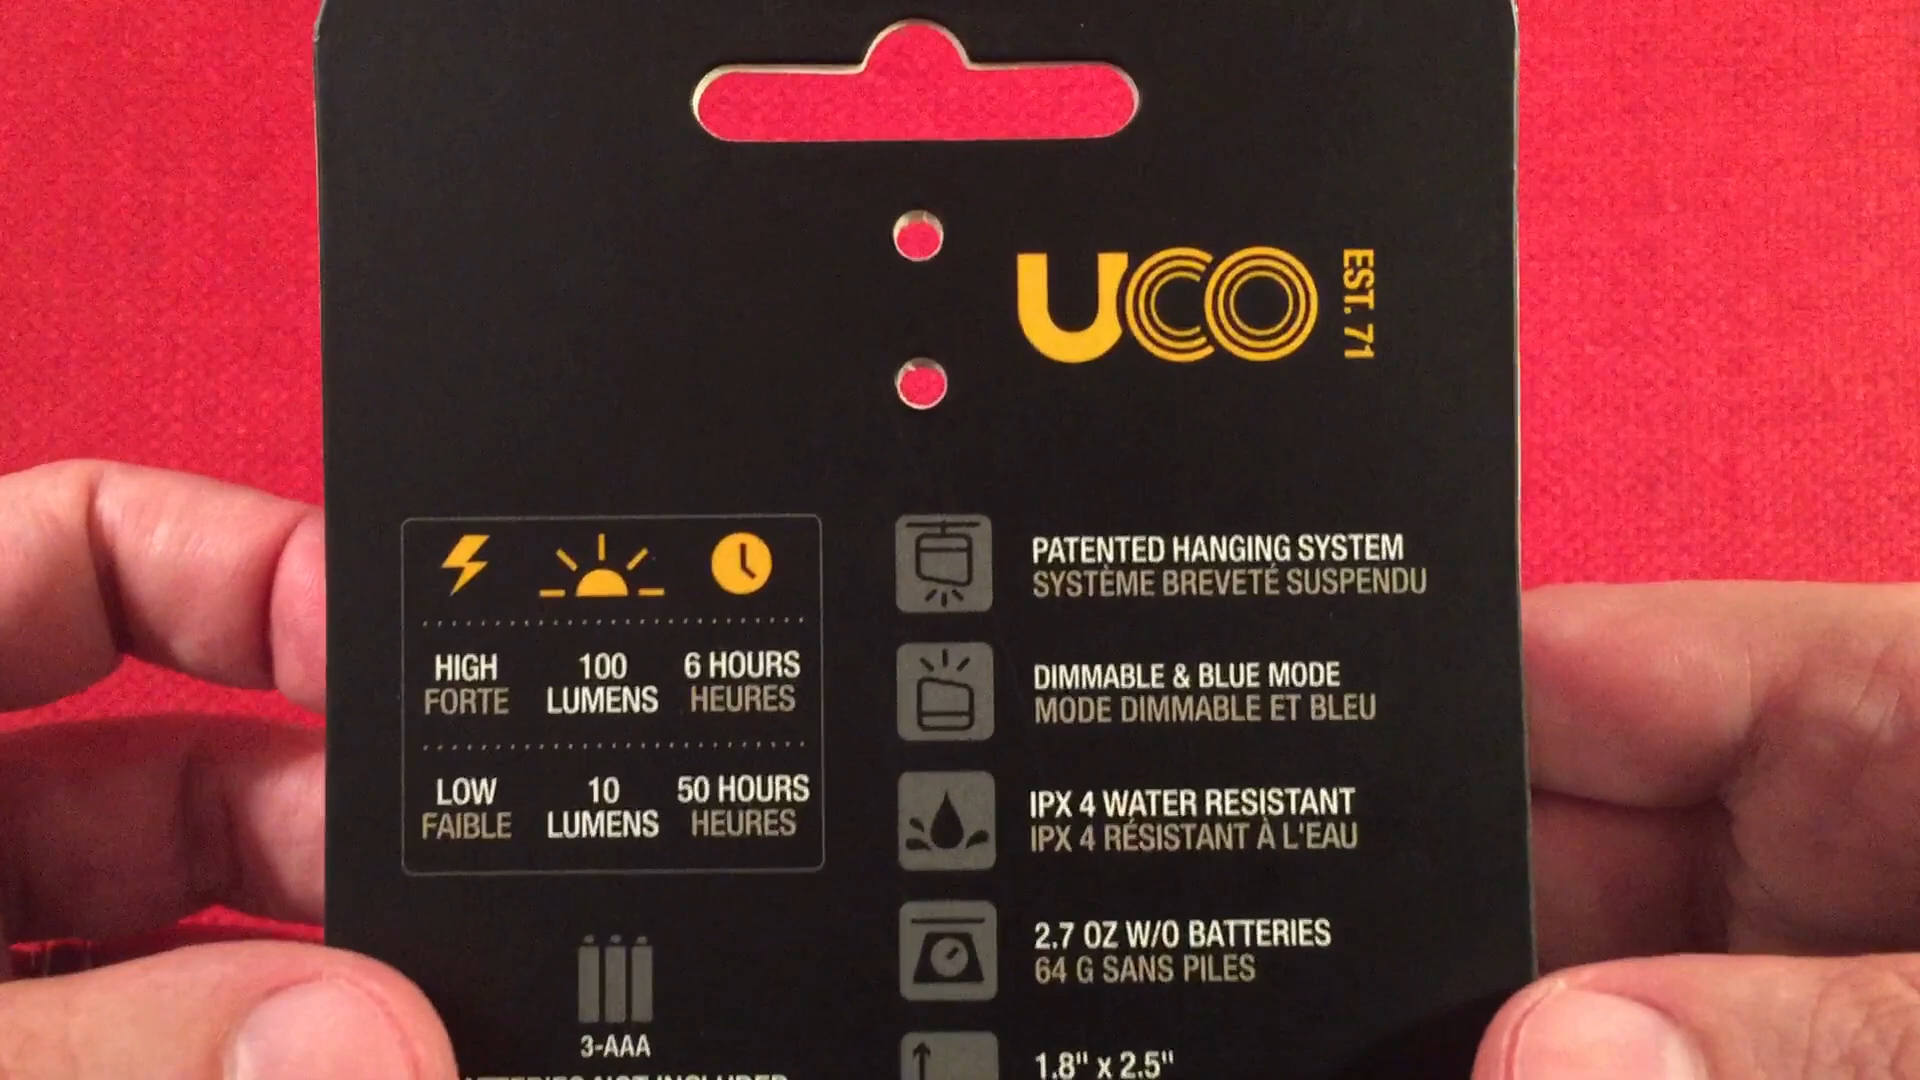 UCO
EST. 71
HIGH 100 6 HOURS
FORTE LUMENS HEURES
LOW 10 50 HOURS
FAIBLE LUMENS HEURES
3-AAA
PATENTED HANGING SYSTEM
SYSTÈME BREVETÉ SUSPENDU
DIMMABLE & BLUE MODE
MODE DIMMABLE ET BLEU
IPX 4 WATER RESISTANT
IPX 4 RÉSISTANT À L'EAU
2.7 OZ W/O BATTERIES
64 G SANS PILES
1.8" x 2.5"